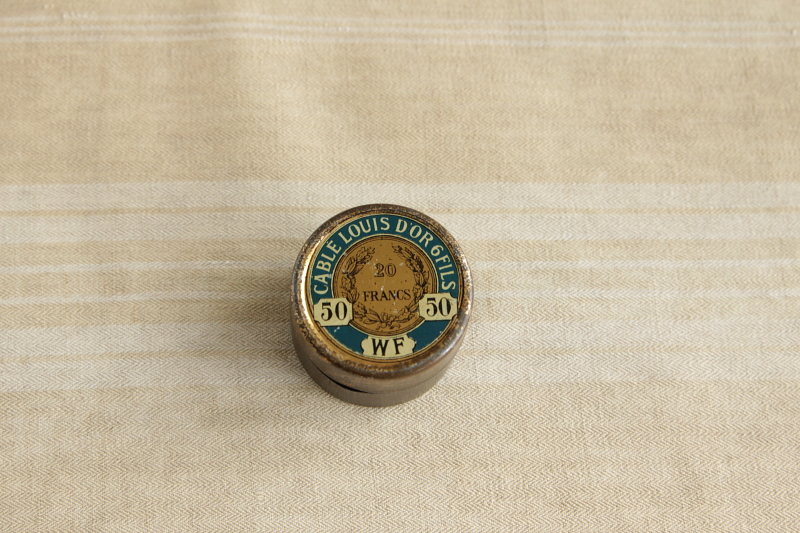 CABLE LOUIS D'OR 6 FILS
20
FRANCS
50
50
WF